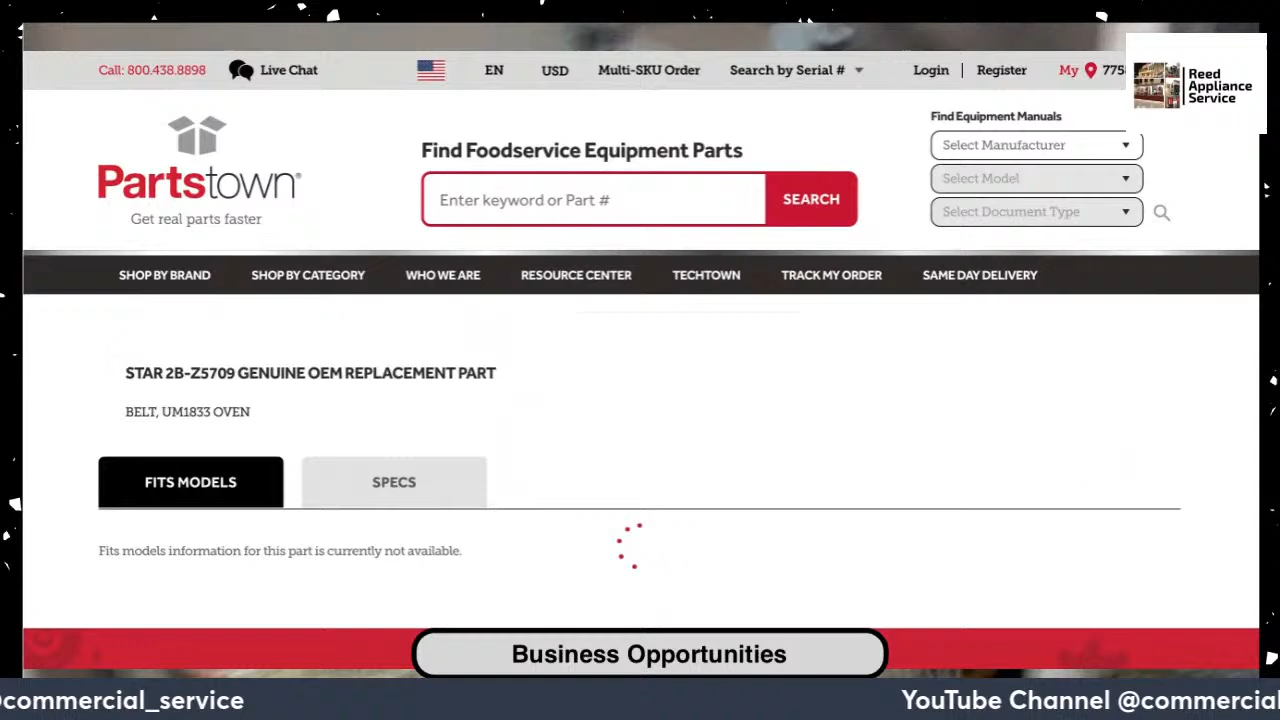 Call: 800.438.8898
Live Chat
EN
USD
Multi-SKU Order
Search by Serial #
Login
Register
My
775
Reed
Appliance
Service
Partstown®
Get real parts faster
Find Foodservice Equipment Parts
Enter keyword or Part #
SEARCH
Find Equipment Manuals
Select Manufacturer
Select Model
Select Document Type
SHOP BY BRAND
SHOP BY CATEGORY
WHO WE ARE
RESOURCE CENTER
TECHTOWN
TRACK MY ORDER
SAME DAY DELIVERY
STAR 2B-Z5709 GENUINE OEM REPLACEMENT PART
BELT, UM1833 OVEN
FITS MODELS
SPECS
Fits models information for this part is currently not available.
Business Opportunities
commercial_service
YouTube Channel @commercial